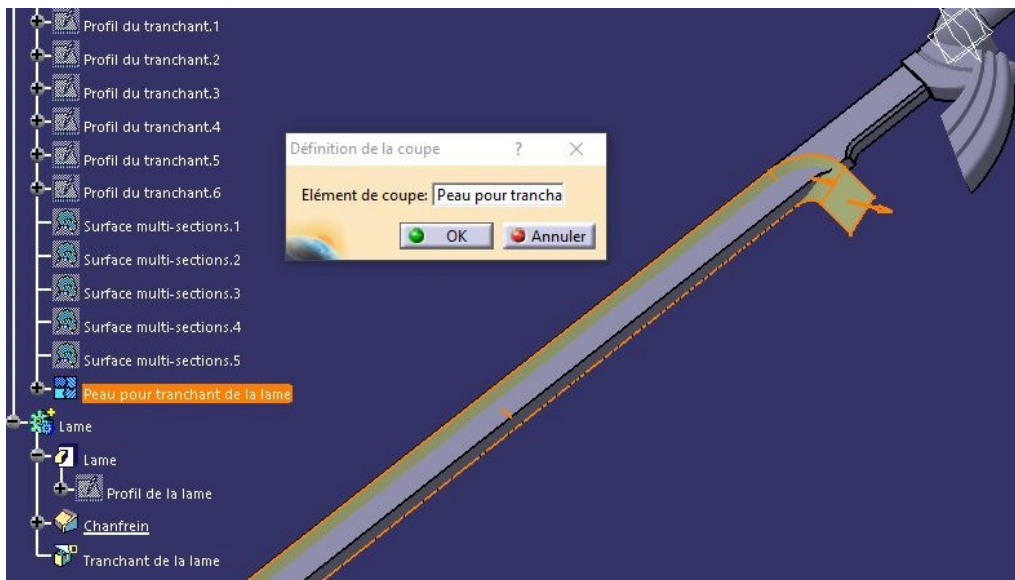 Profil du tranchant.1
Profil du tranchant.2
Profil du tranchant.3
Profil du tranchant.4
Profil du tranchant.5
Profil du tranchant.6
Surface multi-sections.1
Surface multi-sections.2
Surface multi-sections.3
Surface multi-sections.4
Surface multi-sections.5
Peau pour tranchant de la lame
Lame
Lame
Profil de la lame
Chanfrein
Tranchant de la lame
Définition de la coupe ? ×
Elément de coupe: Peau pour trancha
OK Annuler